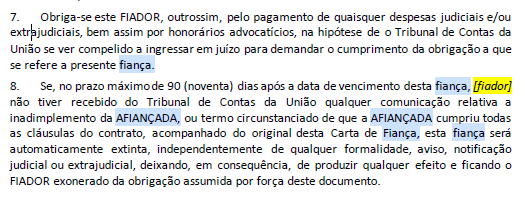 7. Obriga-se este FIADOR, outrossim, pelo pagamento de quaisquer despesas judiciais e/ou
extrajudiciais, bem assim por honorários advocatícios, na hipótese de o Tribunal de Contas da
União se ver compelido a ingressar em juízo para demandar o cumprimento da obrigação a que
se refere a presente fiança.
8. Se, no prazo máximo de 90 (noventa) dias após a data de vencimento desta fiança, [fiador]
não tiver recebido do Tribunal de Contas da União qualquer comunicação relativa a
inadimplemento da AFIANÇADA, ou termo circunstanciado de que a AFIANÇADA cumpriu todas
as cláusulas do contrato, acompanhado do original desta Carta de Fiança, esta fiança será
automaticamente extinta, independentemente de qualquer formalidade, aviso, notificação
judicial ou extrajudicial, deixando, em consequência, de produzir qualquer efeito e ficando o
FIADOR exonerado da obrigação assumida por força deste documento.